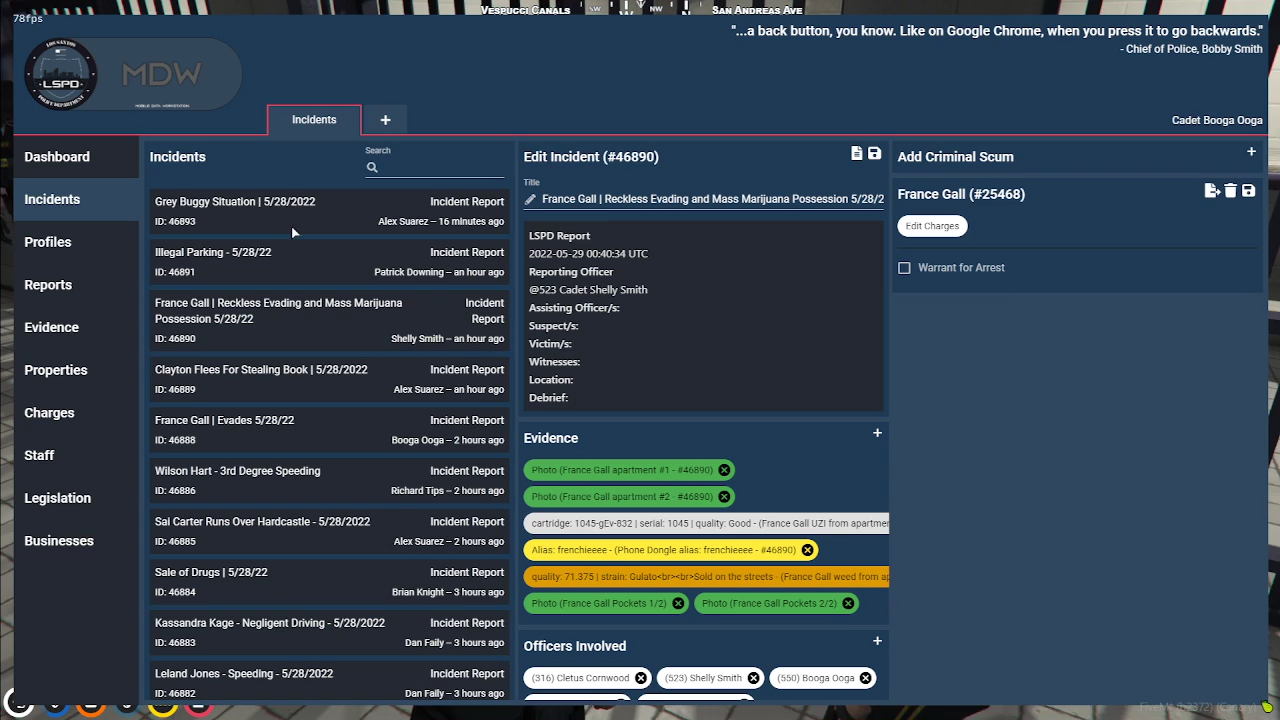 78fps
Vespucci Canals SW W NW San Andreas Ave
"...a back button, you know. Like on Google Chrome, when you press it to go backwards."
- Chief of Police, Bobby Smith
LOS SANTOS
LSPD
POLICE DEPARTMENT
MDW
MOBILE DATA WORKSTATION
Incidents
+
Cadet Booga Ooga
Dashboard
Incidents
Profiles
Reports
Evidence
Properties
Charges
Staff
Legislation
Businesses
Incidents
Search
Grey Buggy Situation | 5/28/2022 Incident Report
ID: 46893 Alex Suarez – 16 minutes ago
Illegal Parking - 5/28/22 Incident Report
ID: 46891 Patrick Downing – an hour ago
France Gall | Reckless Evading and Mass Marijuana Incident
Possession 5/28/22 Report
ID: 46890 Shelly Smith – an hour ago
Clayton Flees For Stealing Book | 5/28/2022 Incident Report
ID: 46889 Alex Suarez – an hour ago
France Gall | Evades 5/28/22 Incident Report
ID: 46888 Booga Ooga – 2 hours ago
Wilson Hart - 3rd Degree Speeding Incident Report
ID: 46886 Richard Tips – 2 hours ago
Sai Carter Runs Over Hardcastle - 5/28/2022 Incident Report
ID: 46885 Alex Suarez – 2 hours ago
Sale of Drugs | 5/28/22 Incident Report
ID: 46884 Brian Knight – 3 hours ago
Kassandra Kage - Negligent Driving - 5/28/2022 Incident Report
ID: 46883 Dan Faily – 3 hours ago
Leland Jones - Speeding - 5/28/2022 Incident Report
ID: 46882 Dan Faily – 3 hours ago
Edit Incident (#46890)
Title
France Gall | Reckless Evading and Mass Marijuana Possession 5/28/2
LSPD Report
2022-05-29 00:40:34 UTC
Reporting Officer
@523 Cadet Shelly Smith
Assisting Officer/s:
Suspect/s:
Victim/s:
Witnesses:
Location:
Debrief:
Evidence
+
Photo (France Gall apartment #1 - #46890)
Photo (France Gall apartment #2 - #46890)
cartridge: 1045-gEv-832 | serial: 1045 | quality: Good - (France Gall UZI from apartmen
Alias: frenchieeee - (Phone Dongle alias: frenchieeee - #46890)
quality: 71.375 | strain: Gulato<br><br>Sold on the streets - (France Gall weed from ap
Photo (France Gall Pockets 1/2) Photo (France Gall Pockets 2/2)
Officers Involved
+
(316) Cletus Cornwood (523) Shelly Smith (550) Booga Ooga
Add Criminal Scum
+
France Gall (#25468)
Edit Charges
Warrant for Arrest